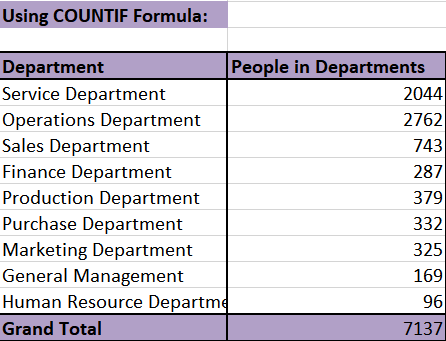 Using COUNTIF Formula:
Department People in Departments
Service Department 2044
Operations Department 2762
Sales Department 743
Finance Department 287
Production Department 379
Purchase Department 332
Marketing Department 325
General Management 169
Human Resource Departme 96
Grand Total 7137